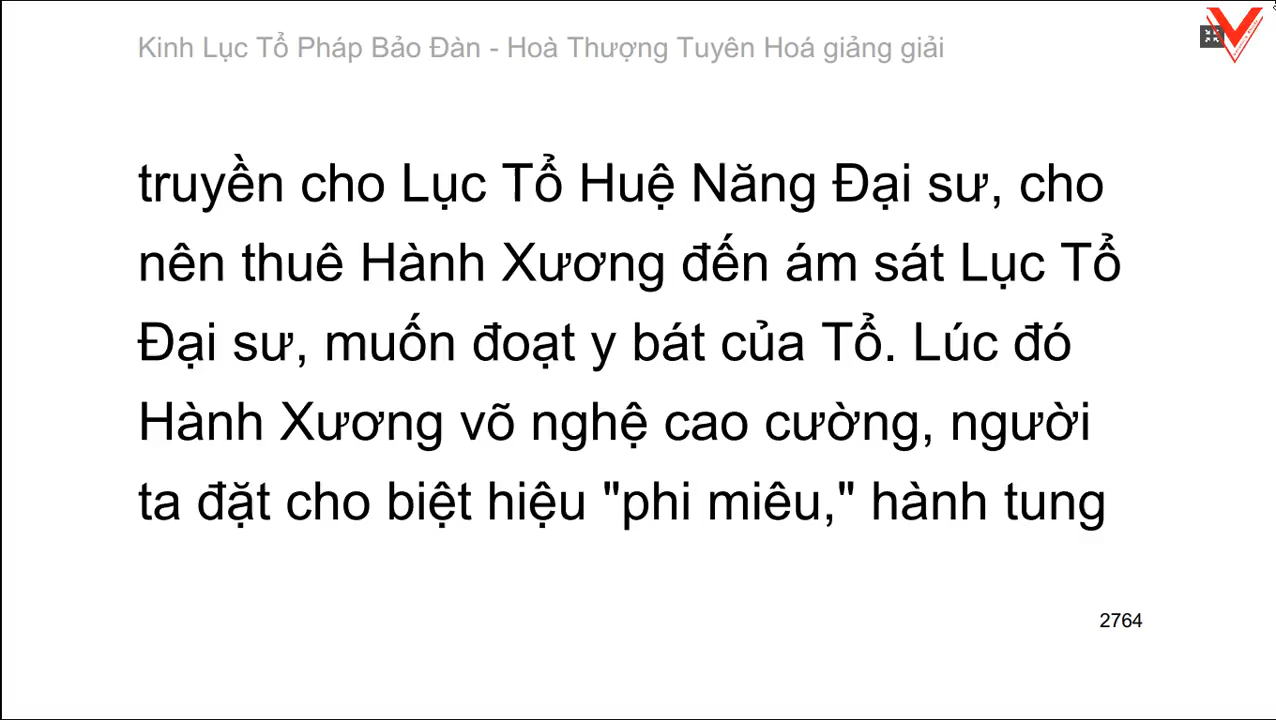 Kinh Lục Tổ Pháp Bảo Đàn - Hoà Thượng Tuyên Hoá giảng giải
truyền cho Lục Tổ Huệ Năng Đại sư, cho
nên thuê Hành Xương đến ám sát Lục Tổ
Đại sư, muốn đoạt y bát của Tổ. Lúc đó
Hành Xương võ nghệ cao cường, người
ta đặt cho biệt hiệu "phi miêu," hành tung
2764